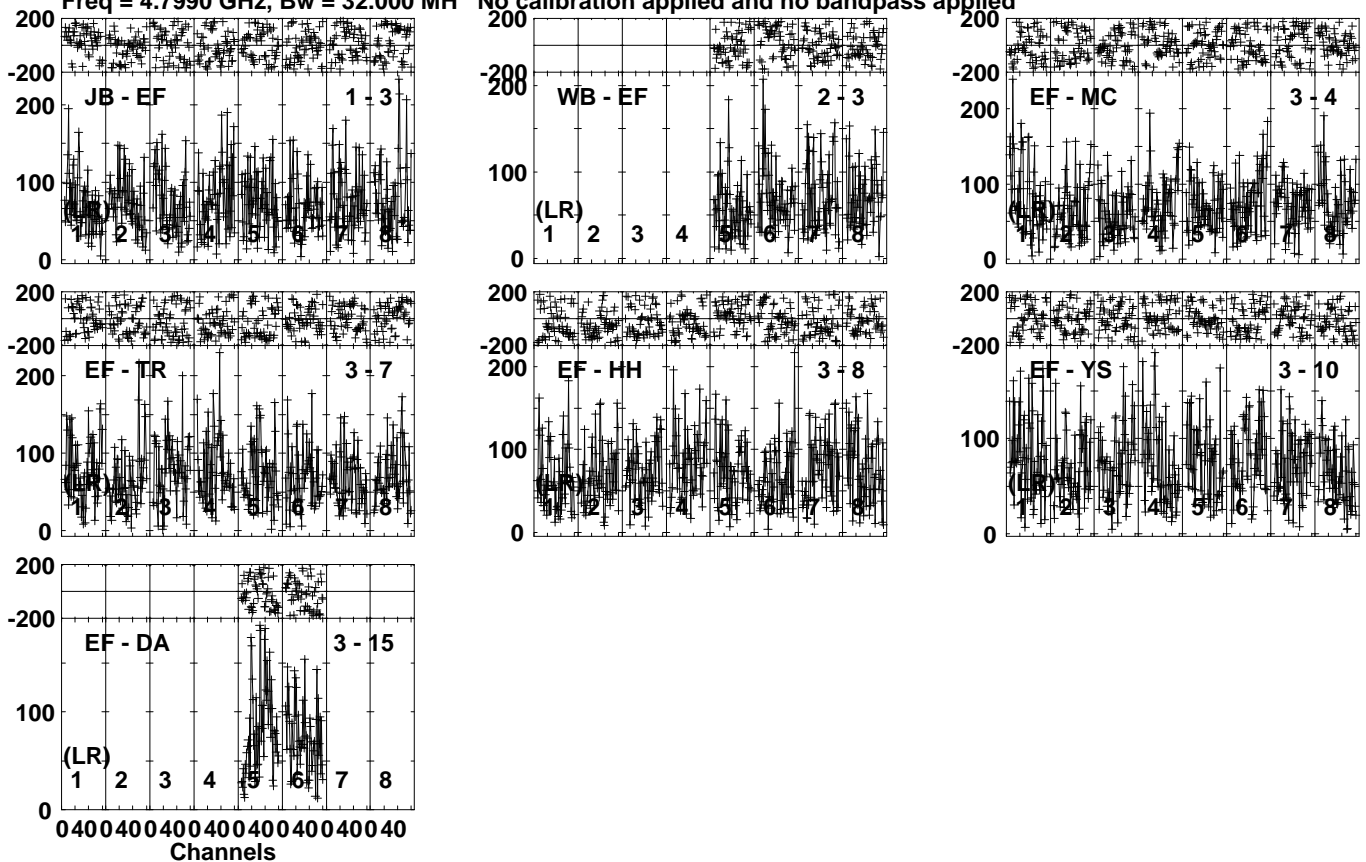 Freq = 4.7990 GHz, Bw = 32.000 MH No calibration applied and no bandpass applied
200
-200
200
100
0
JB - EF 1 - 3
(LR)
1 2 3 4 5 6 7 8
200
-200
200
100
0
WB - EF 2 - 3
(LR)
1 2 3 4 5 6 7 8
200
-200
200
100
0
EF - MC 3 - 4
(LR)
1 2 3 4 5 6 7 8
200
-200
200
100
0
EF - TR 3 - 7
(LR)
1 2 3 4 5 6 7 8
200
-200
200
100
0
EF - HH 3 - 8
(LR)
1 2 3 4 5 6 7 8
200
-200
100
0
EF - YS 3 - 10
(LR)
1 2 3 4 5 6 7 8
200
-200
100
0
EF - DA 3 - 15
(LR)
1 2 3 4 5 6 7 8
0 40 0 40 0 40 0 40 0 40 0 40 0 40 0 40
Channels